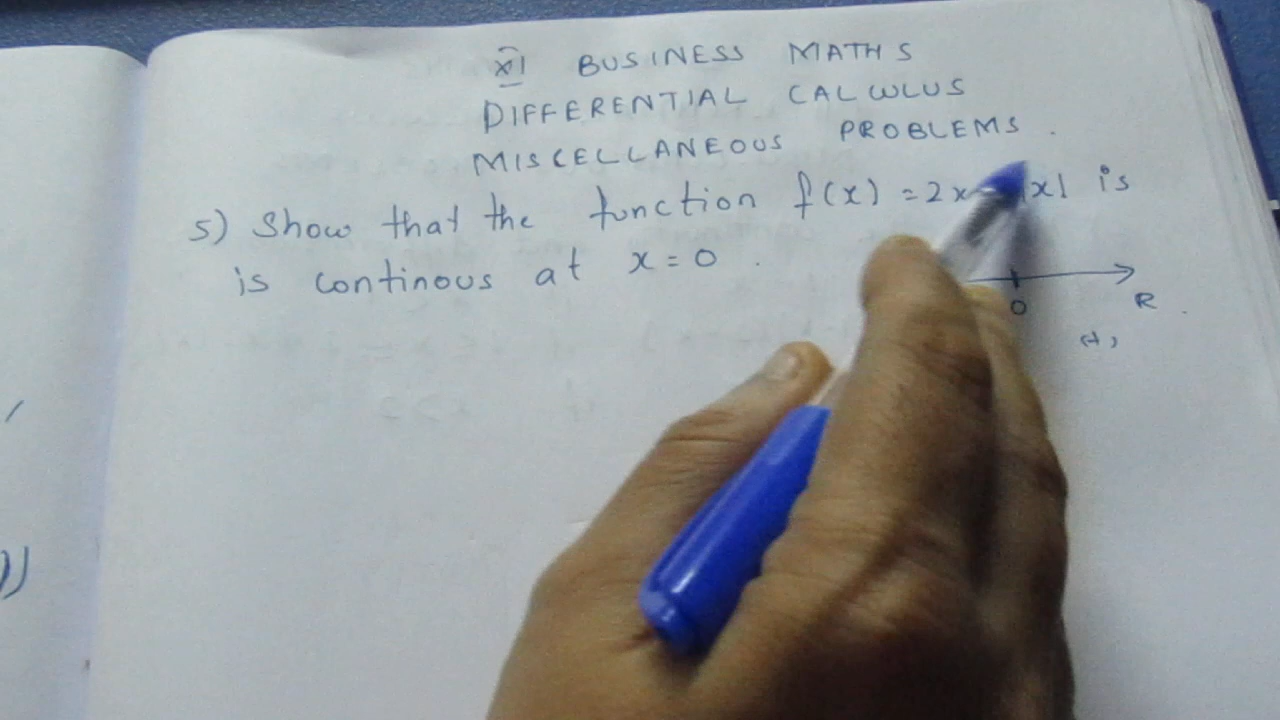 XI BUSINESS MATHS
DIFFERENTIAL CALCULUS
MISCELLANEOUS PROBLEMS.
5) Show that the function f(x) = 2x |x| is
is continous at x = 0.
0
R.